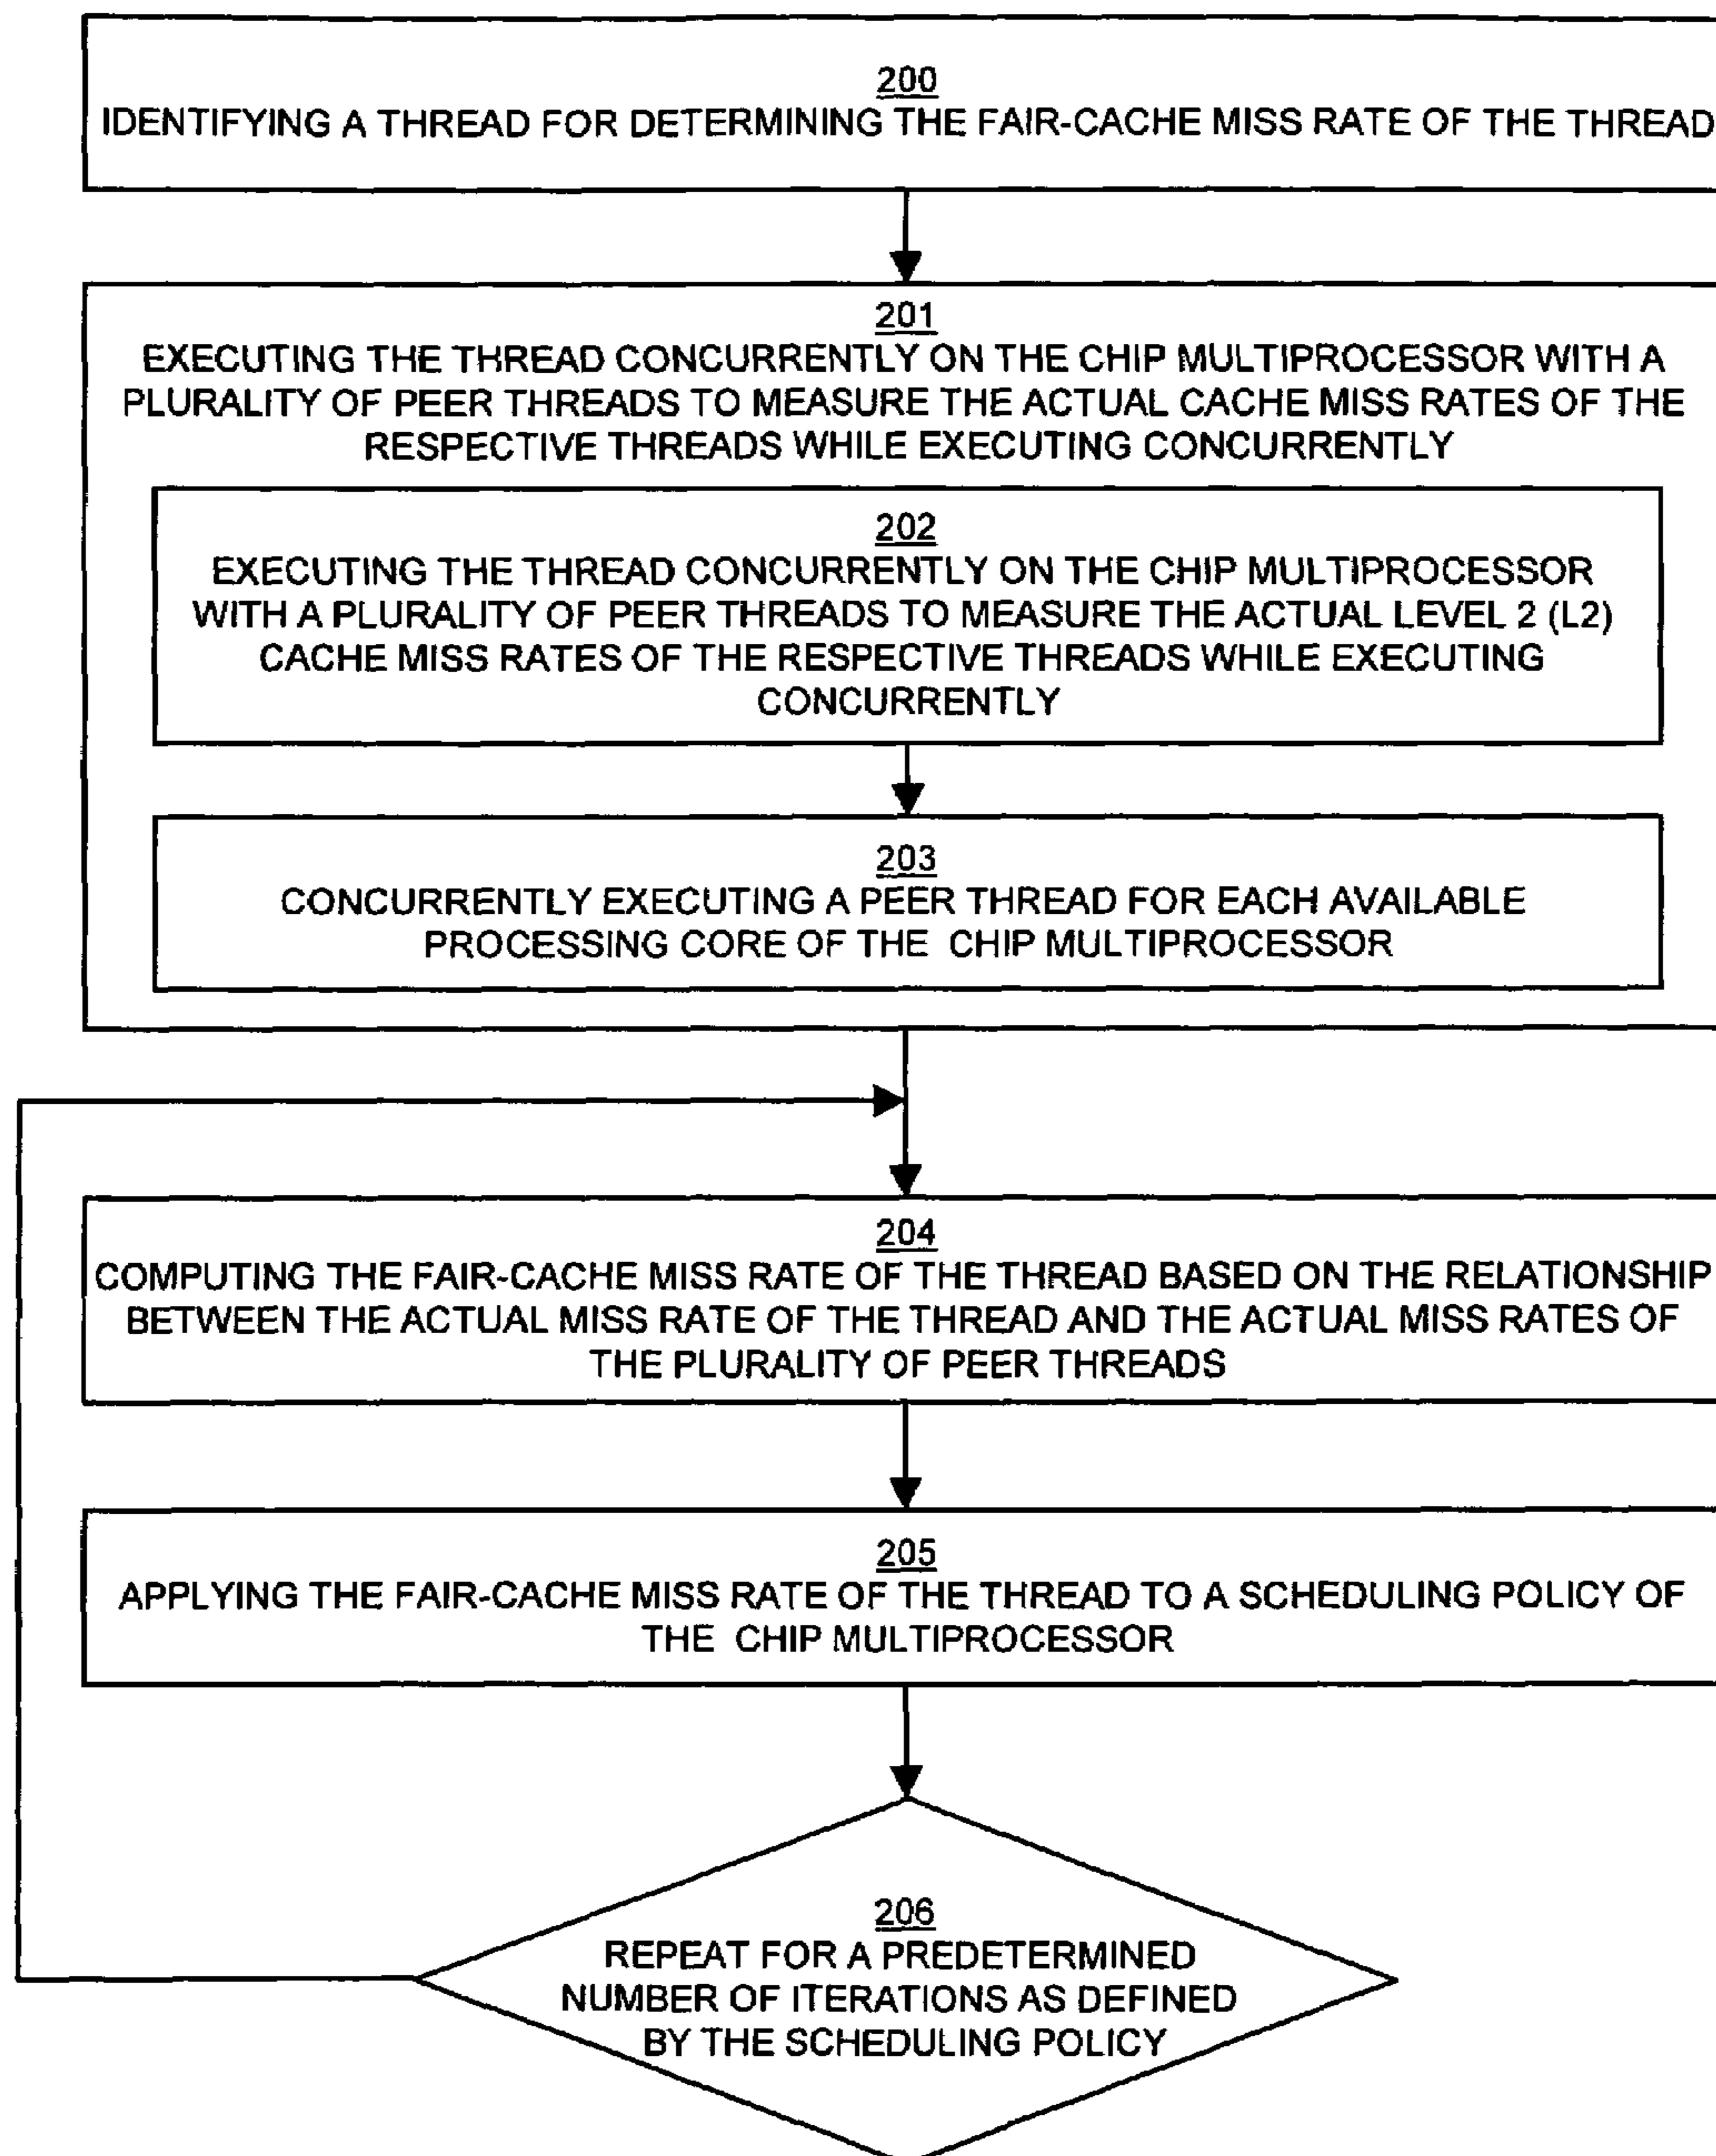 200
IDENTIFYING A THREAD FOR DETERMINING THE FAIR-CACHE MISS RATE OF THE THREAD
201
EXECUTING THE THREAD CONCURRENTLY ON THE CHIP MULTIPROCESSOR WITH A
PLURALITY OF PEER THREADS TO MEASURE THE ACTUAL CACHE MISS RATES OF THE
RESPECTIVE THREADS WHILE EXECUTING CONCURRENTLY
202
EXECUTING THE THREAD CONCURRENTLY ON THE CHIP MULTIPROCESSOR
WITH A PLURALITY OF PEER THREADS TO MEASURE THE ACTUAL LEVEL 2 (L2)
CACHE MISS RATES OF THE RESPECTIVE THREADS WHILE EXECUTING
CONCURRENTLY
203
CONCURRENTLY EXECUTING A PEER THREAD FOR EACH AVAILABLE
PROCESSING CORE OF THE CHIP MULTIPROCESSOR
204
COMPUTING THE FAIR-CACHE MISS RATE OF THE THREAD BASED ON THE RELATIONSHIP
BETWEEN THE ACTUAL MISS RATE OF THE THREAD AND THE ACTUAL MISS RATES OF
THE PLURALITY OF PEER THREADS
205
APPLYING THE FAIR-CACHE MISS RATE OF THE THREAD TO A SCHEDULING POLICY OF
THE CHIP MULTIPROCESSOR
206
REPEAT FOR A PREDETERMINED
NUMBER OF ITERATIONS AS DEFINED
BY THE SCHEDULING POLICY